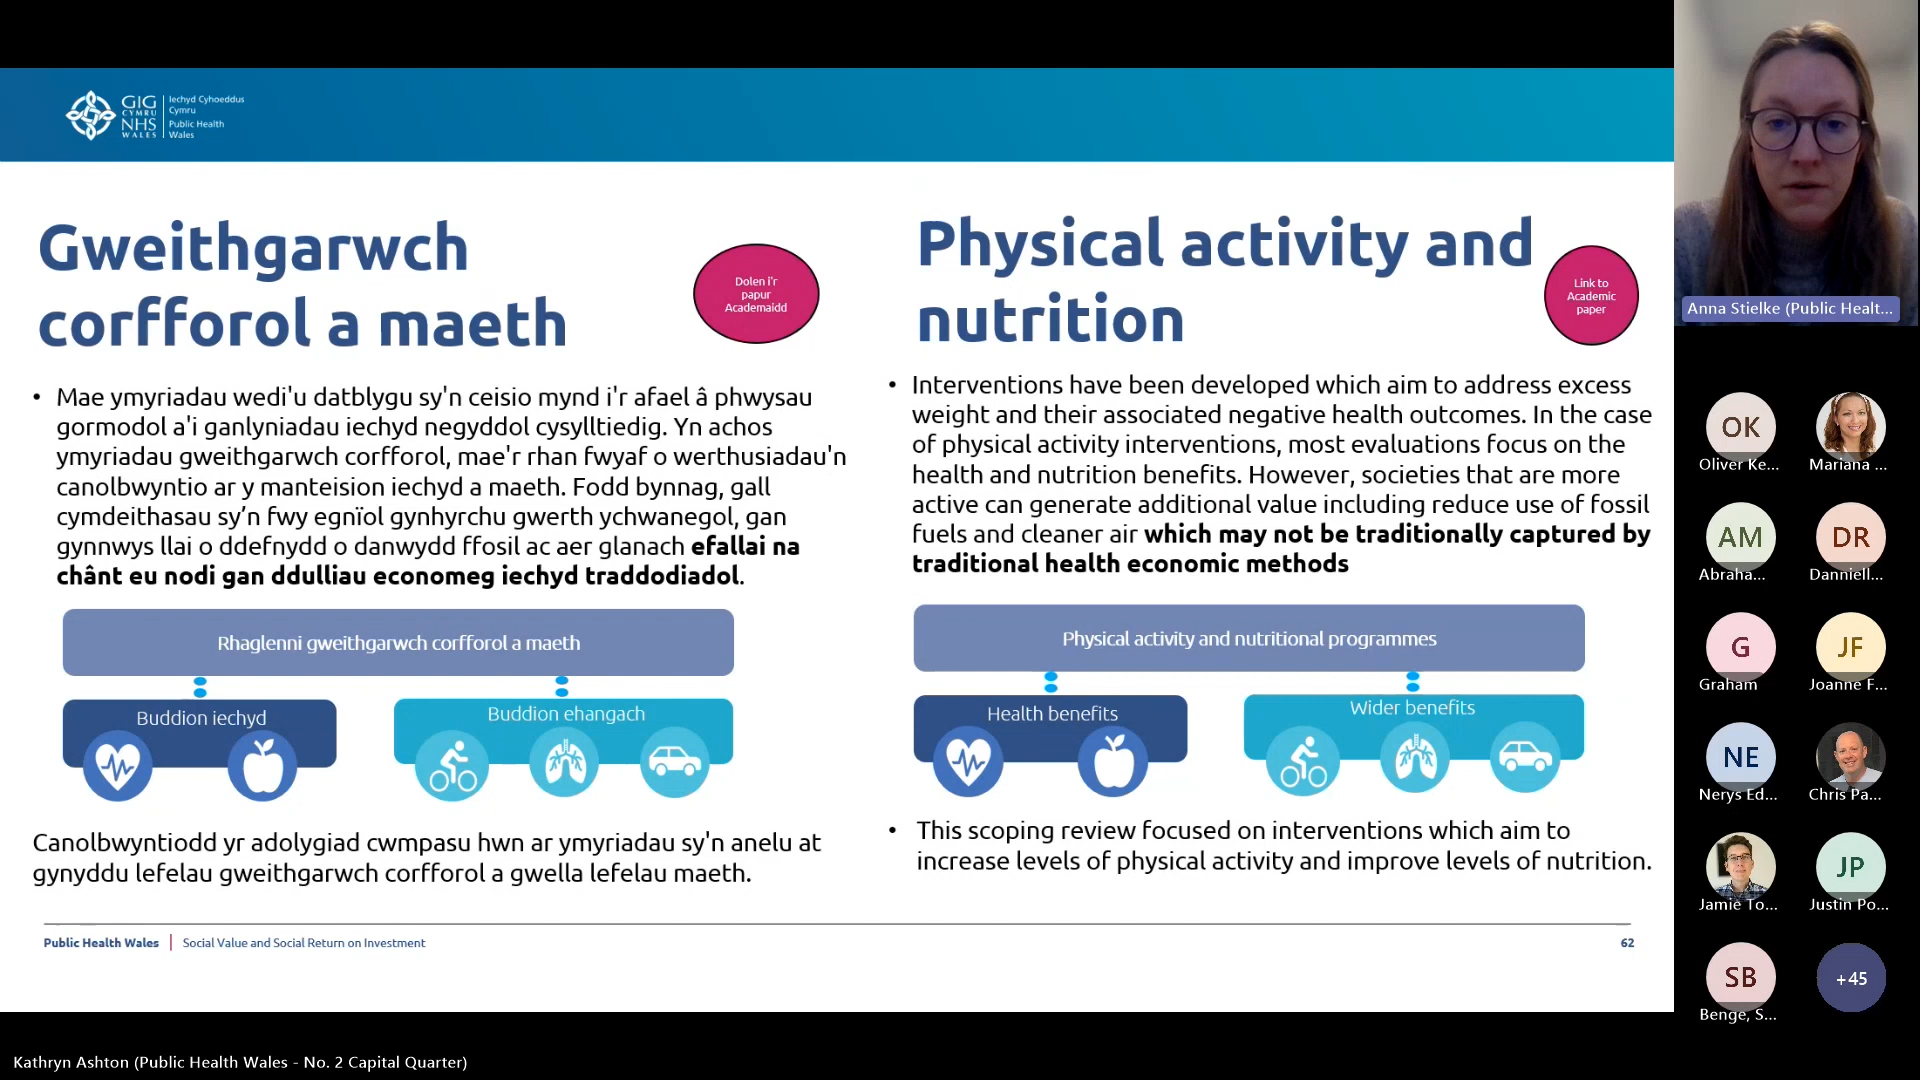 GIG
CYMRU
NHS
WALES
Iechyd Cyhoeddus
Cymru
Public Health
Wales
Gweithgarwch
corfforol a maeth
Dolen i'r
papur
Academaidd
Mae ymyriadau wedi'u datblygu sy'n ceisio mynd i'r afael â phwysau
gormodol a'i ganlyniadau iechyd negyddol cysylltiedig. Yn achos
ymyriadau gweithgarwch corfforol, mae'r rhan fwyaf o werthusiadau'n
canolbwyntio ar y manteision iechyd a maeth. Fodd bynnag, gall
cymdeithasau sy’n fwy egnïol gynhyrchu gwerth ychwanegol, gan
gynnwys llai o ddefnydd o danwydd ffosil ac aer glanach efallai na
chânt eu nodi gan ddulliau economeg iechyd traddodiadol.
Rhaglenni gweithgarwch corfforol a maeth
Buddion iechyd
Buddion ehangach
Canolbwyntiodd yr adolygiad cwmpasu hwn ar ymyriadau sy'n anelu at
gynyddu lefelau gweithgarwch corfforol a gwella lefelau maeth.
Physical activity and
nutrition
Link to
Academic
paper
• Interventions have been developed which aim to address excess
weight and their associated negative health outcomes. In the case
of physical activity interventions, most evaluations focus on the
health and nutrition benefits. However, societies that are more
active can generate additional value including reduce use of fossil
fuels and cleaner air which may not be traditionally captured by
traditional health economic methods
Physical activity and nutritional programmes
Health benefits
Wider benefits
• This scoping review focused on interventions which aim to
increase levels of physical activity and improve levels of nutrition.
Public Health Wales
Social Value and Social Return on Investment
62
Anna Stielke (Public Healt...
OK
Oliver Ke...
Mariana ...
AM
Abraha...
DR
Danniell...
G
Graham
JF
Joanne F...
NE
Nerys Ed...
Chris Pa...
Jamie To...
JP
Justin Po...
SB
Benge, S...
+45
Kathryn Ashton (Public Health Wales - No. 2 Capital Quarter)